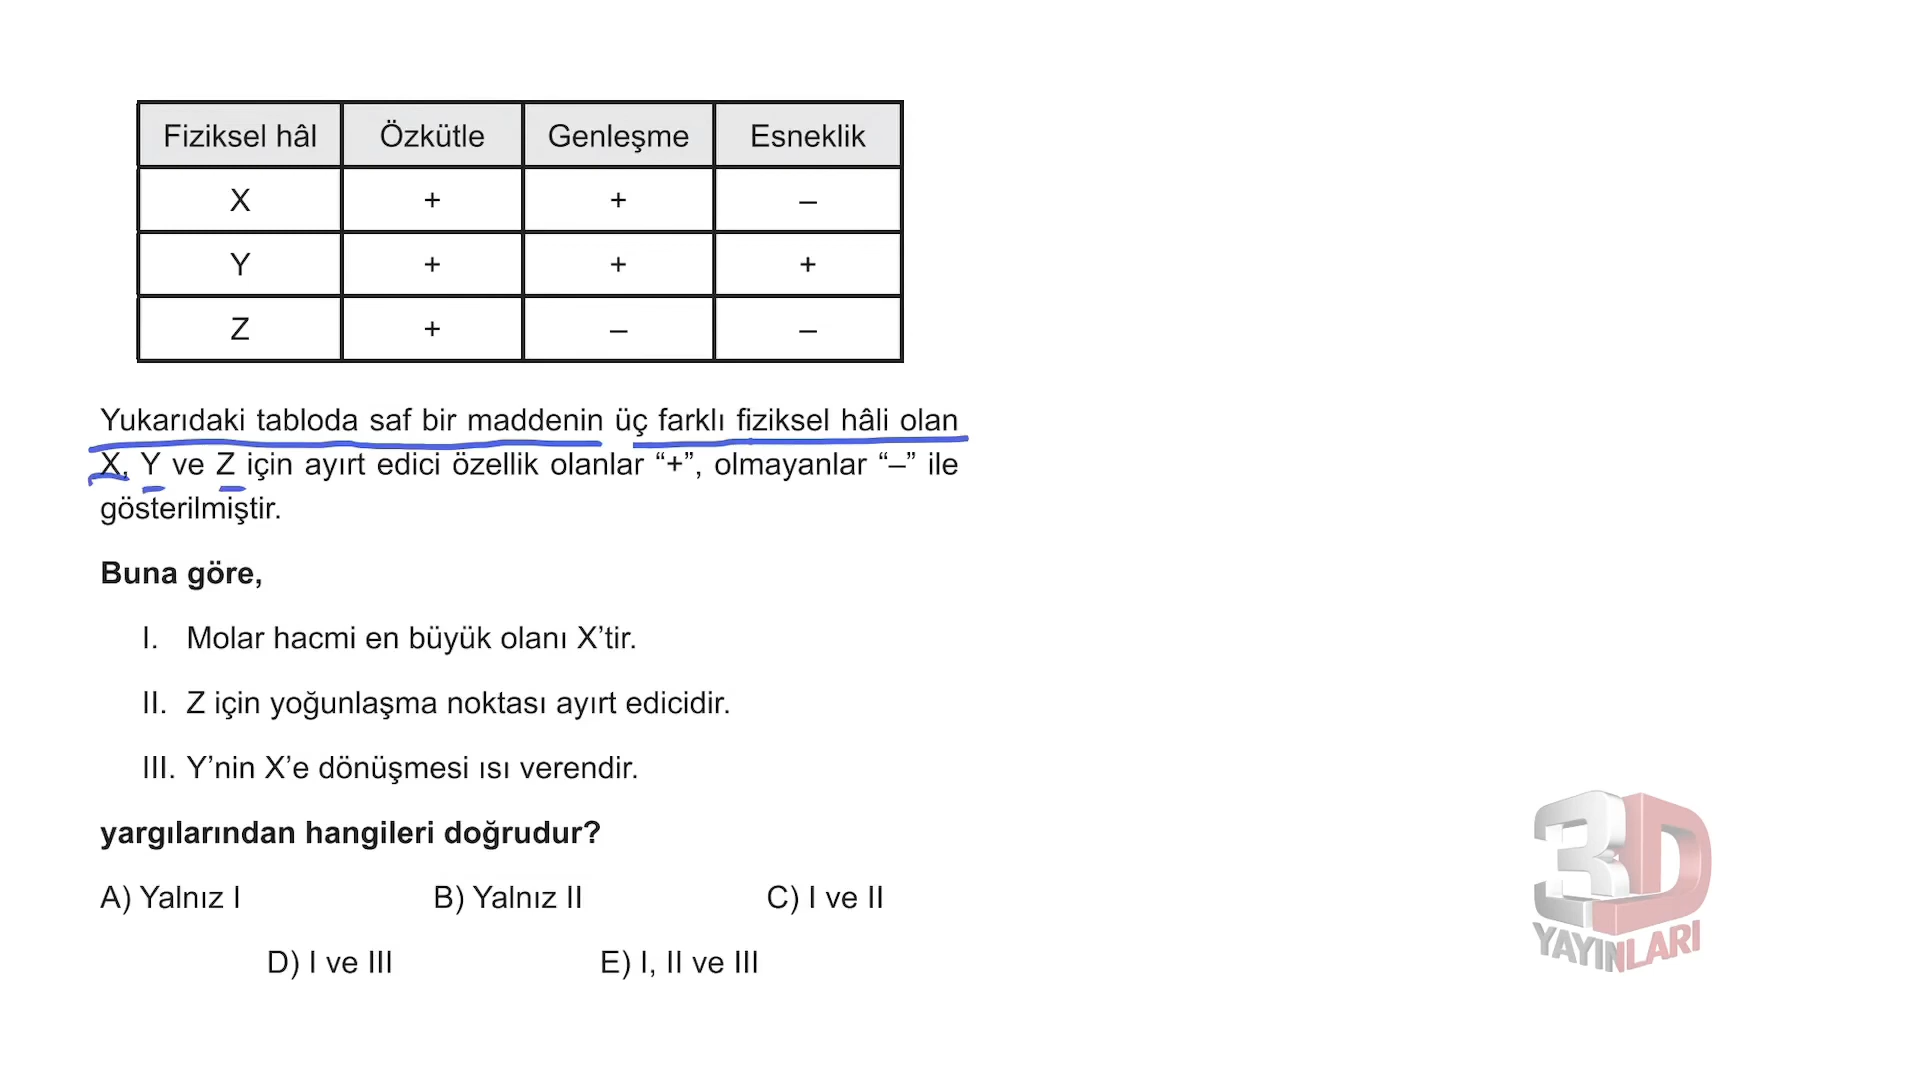 Fiziksel hâl Özkütle Genleşme Esneklik
X + + –
Y + + +
Z + – –
Yukarıdaki tabloda saf bir maddenin üç farklı fiziksel hâli olan
X, Y ve Z için ayırt edici özellik olanlar “+”, olmayanlar “–” ile
gösterilmiştir.
Buna göre,
I. Molar hacmi en büyük olanı X’tir.
II. Z için yoğunlaşma noktası ayırt edicidir.
III. Y’nin X’e dönüşmesi ısı verendir.
yargılarından hangileri doğrudur?
A) Yalnız I B) Yalnız II C) I ve II
D) I ve III E) I, II ve III
3D
YAYINLARI